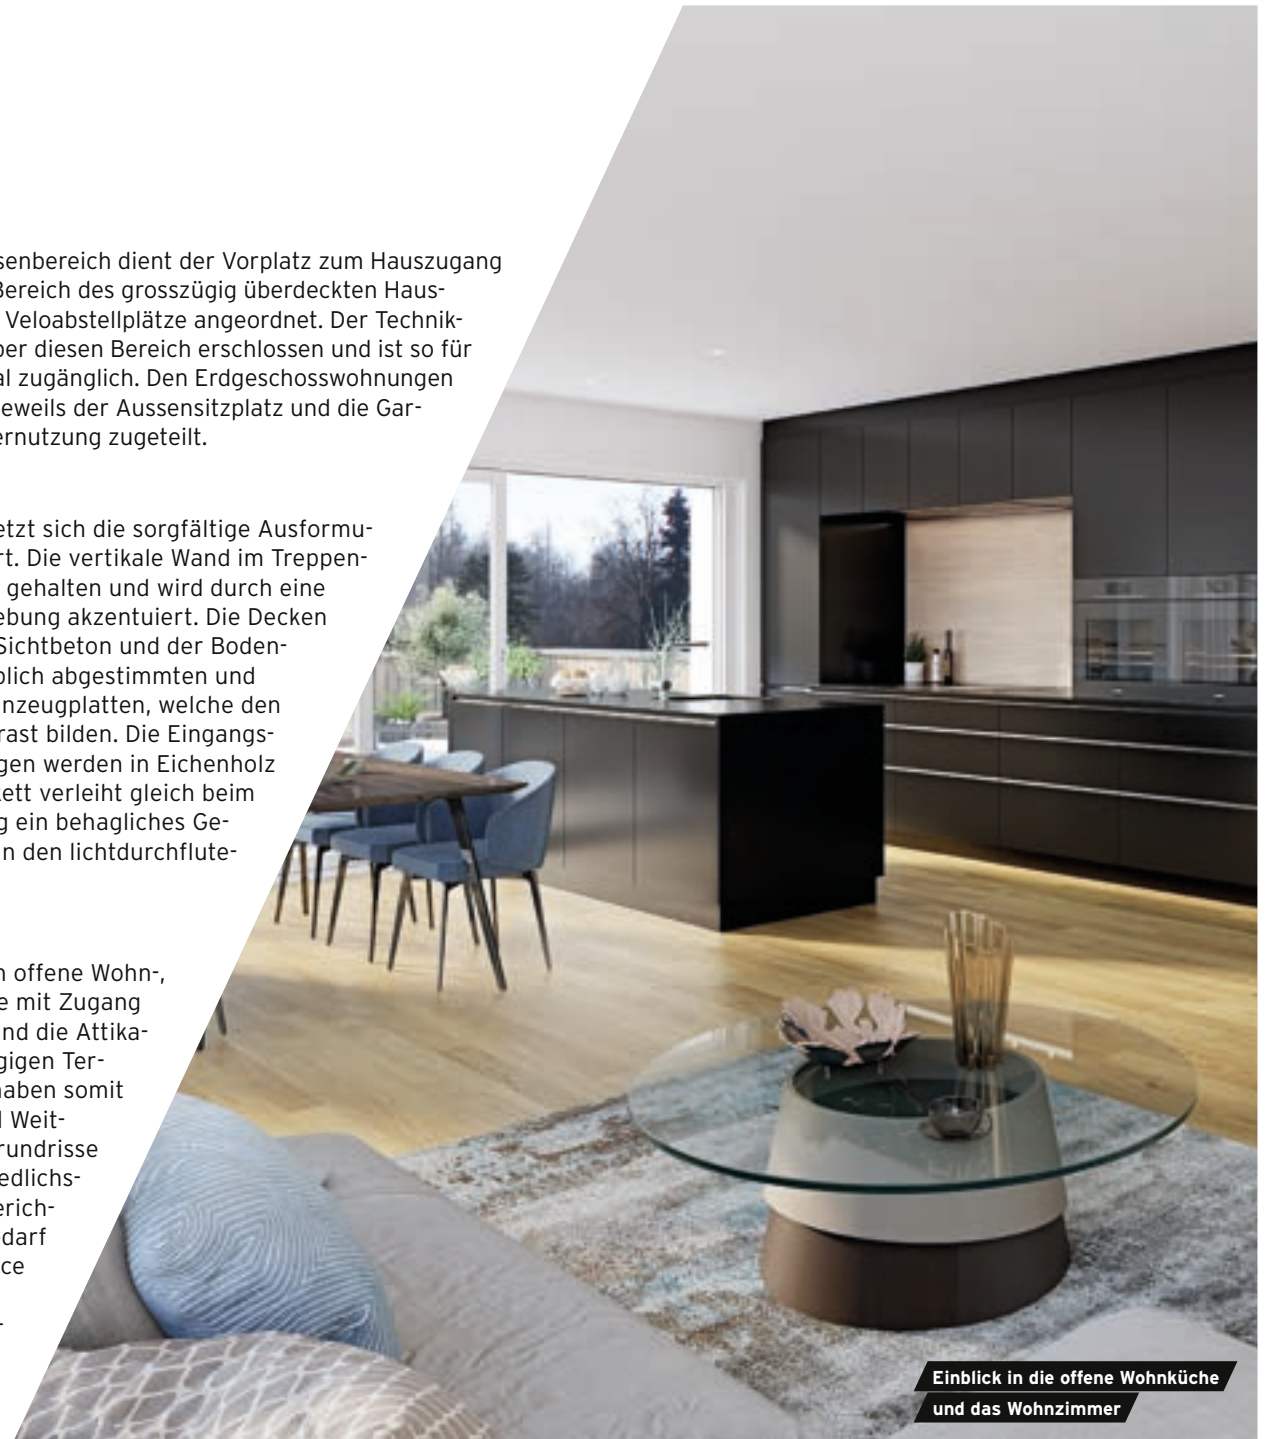 senbereich dient der Vorplatz zum Hauszugang
Bereich des grosszügig überdeckten Haus-
Veloabstellplätze angeordnet. Der Technik-
ber diesen Bereich erschlossen und ist so für
al zugänglich. Den Erdgeschosswohnungen
jeweils der Aussensitzplatz und die Gar-
ernutzung zugeteilt.
etzt sich die sorgfältige Ausformu-
rt. Die vertikale Wand im Treppen-
gehalten und wird durch eine
ebung akzentuiert. Die Decken
Sichtbeton und der Boden-
blich abgestimmten und
inzeugplatten, welche den
rast bilden. Die Eingangs-
gen werden in Eichenholz
kett verleiht gleich beim
g ein behagliches Ge-
in den lichtdurchflute-
n offene Wohn-,
e mit Zugang
nd die Attika-
gigen Ter-
haben somit
d Weit-
rundrisse
iedlichs-
erich-
darf
ce
-
Einblick in die offene Wohnküche
und das Wohnzimmer